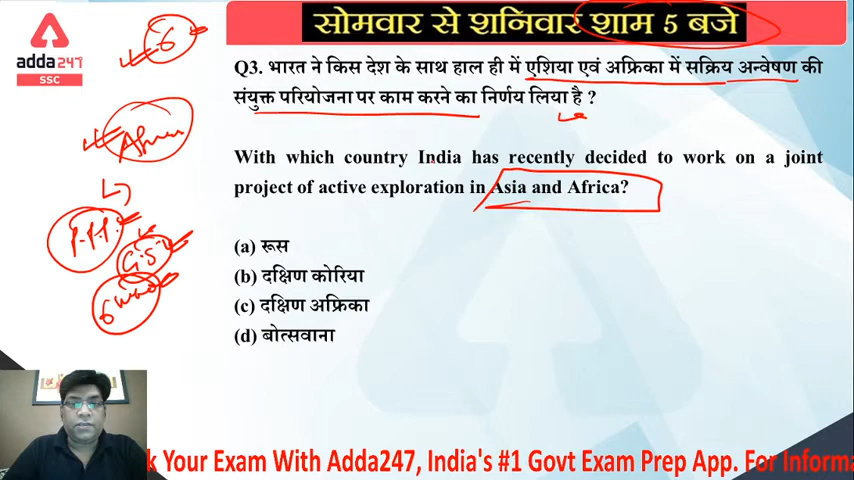 सोमवार से शनिवार शाम 5 बजे
adda247
SSC
6
Q3. भारत ने किस देश के साथ हाल ही में एशिया एवं अफ्रिका में सक्रिय अन्वेषण की
संयुक्त परियोजना पर काम करने का निर्णय लिया है ?
With which country India has recently decided to work on a joint
project of active exploration in Asia and Africa?
(a) रूस
(b) दक्षिण कोरिया
(c) दक्षिण अफ्रिका
(d) बोत्सवाना
k Your Exam With Adda247, India's #1 Govt Exam Prep App. For Informa